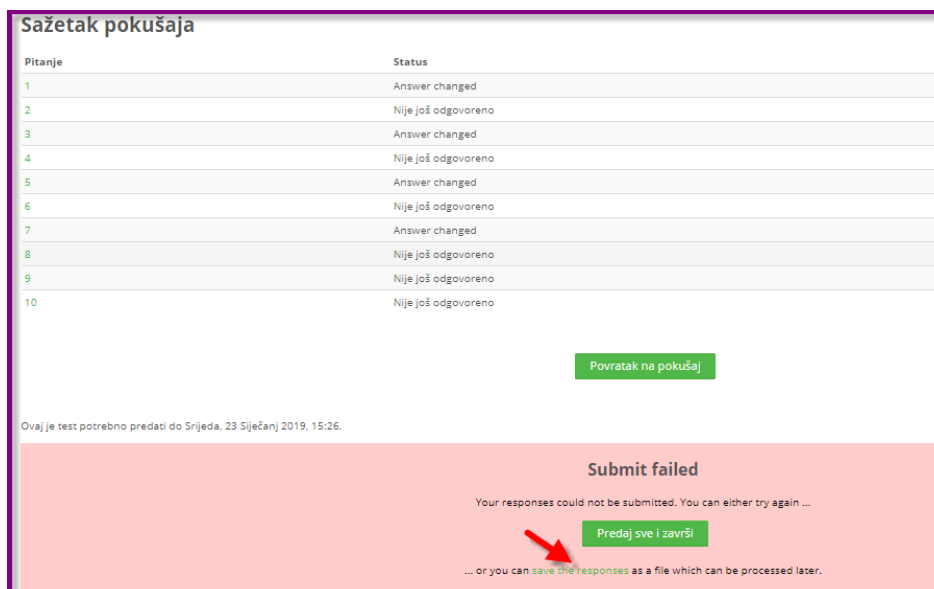 Sažetak pokušaja
Pitanje Status
1 Answer changed
2 Nije još odgovoreno
3 Answer changed
4 Nije još odgovoreno
5 Answer changed
6 Nije još odgovoreno
7 Answer changed
8 Nije još odgovoreno
9 Nije još odgovoreno
10 Nije još odgovoreno
Povratak na pokušaj
Ovaj je test potrebno predati do Srijeda, 23 Siječanj 2019, 15:26.
Submit failed
Your responses could not be submitted. You can either try again ...
Predaj sve i završi
... or you can save the responses as a file which can be processed later.